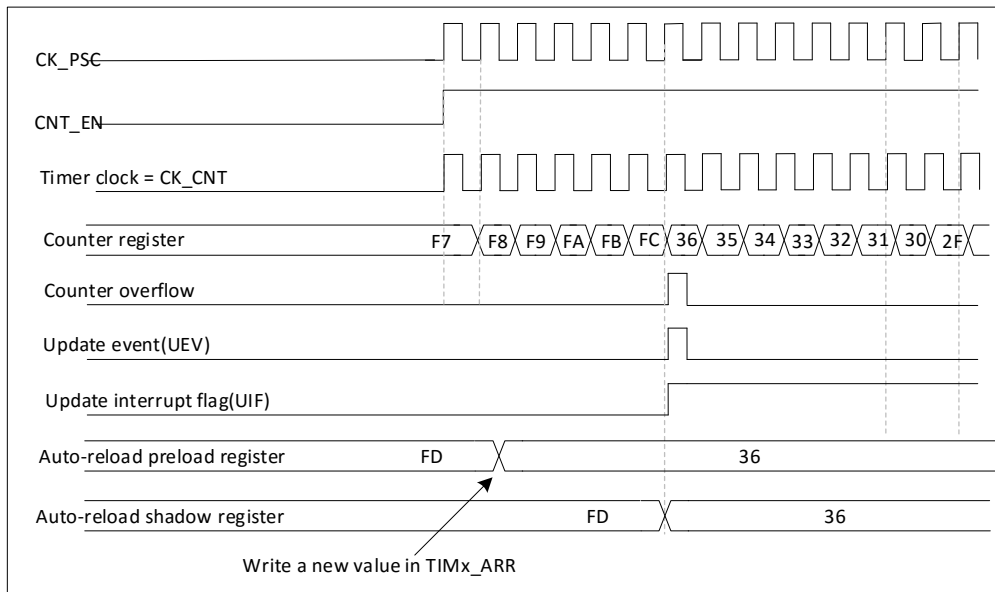 CK_PSC
CNT_EN
Timer clock = CK_CNT
Counter register F7 F8 F9 FA FB FC 36 35 34 33 32 31 30 2F
Counter overflow
Update event(UEV)
Update interrupt flag(UIF)
Auto-reload preload register FD 36
Auto-reload shadow register FD 36
Write a new value in TIMx_ARR